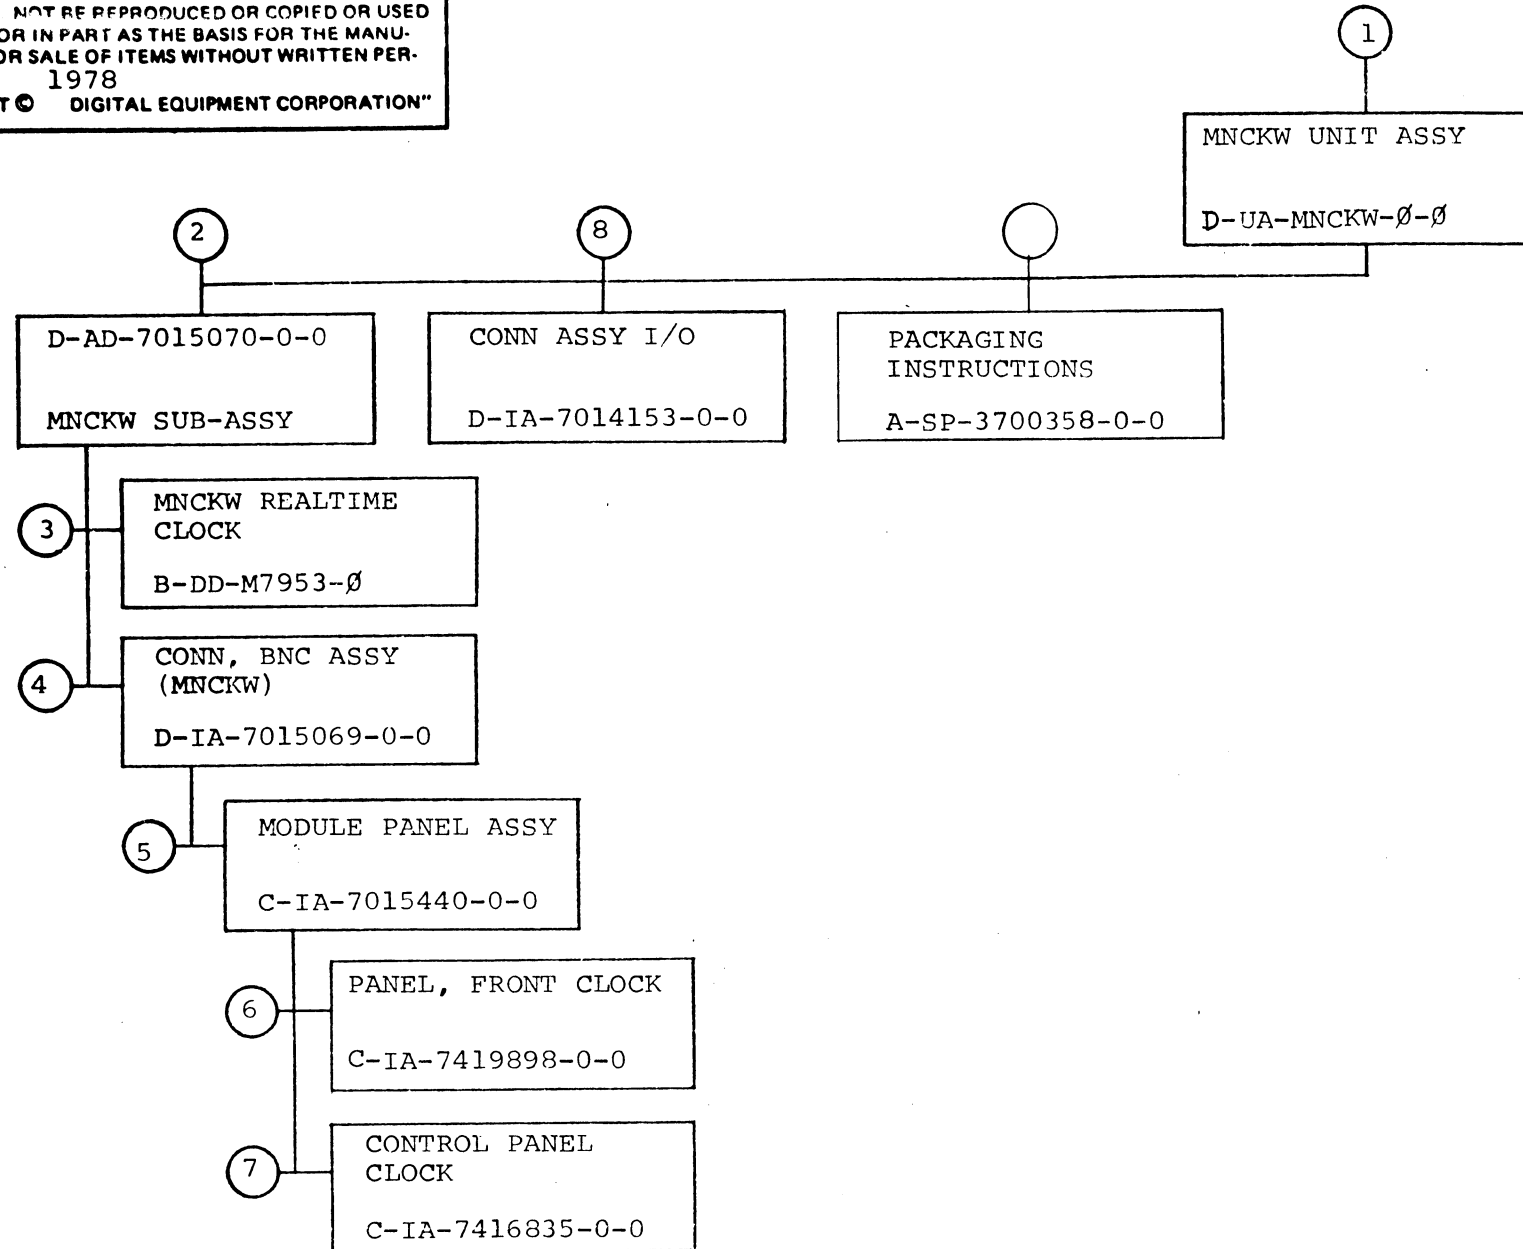 NOT BE REPRODUCED OR COPIED OR USED
OR IN PART AS THE BASIS FOR THE MANU-
OR SALE OF ITEMS WITHOUT WRITTEN PER-
1978
T © DIGITAL EQUIPMENT CORPORATION"
1
MNCKW UNIT ASSY
D-UA-MNCKW-Ø-Ø
2
8
D-AD-7015070-0-0
MNCKW SUB-ASSY
CONN ASSY I/O
D-IA-7014153-0-0
PACKAGING
INSTRUCTIONS
A-SP-3700358-0-0
3
MNCKW REALTIME
CLOCK
B-DD-M7953-Ø
4
CONN, BNC ASSY
(MNCKW)
D-IA-7015069-0-0
5
MODULE PANEL ASSY
C-IA-7015440-0-0
6
PANEL, FRONT CLOCK
C-IA-7419898-0-0
7
CONTROL PANEL
CLOCK
C-IA-7416835-0-0